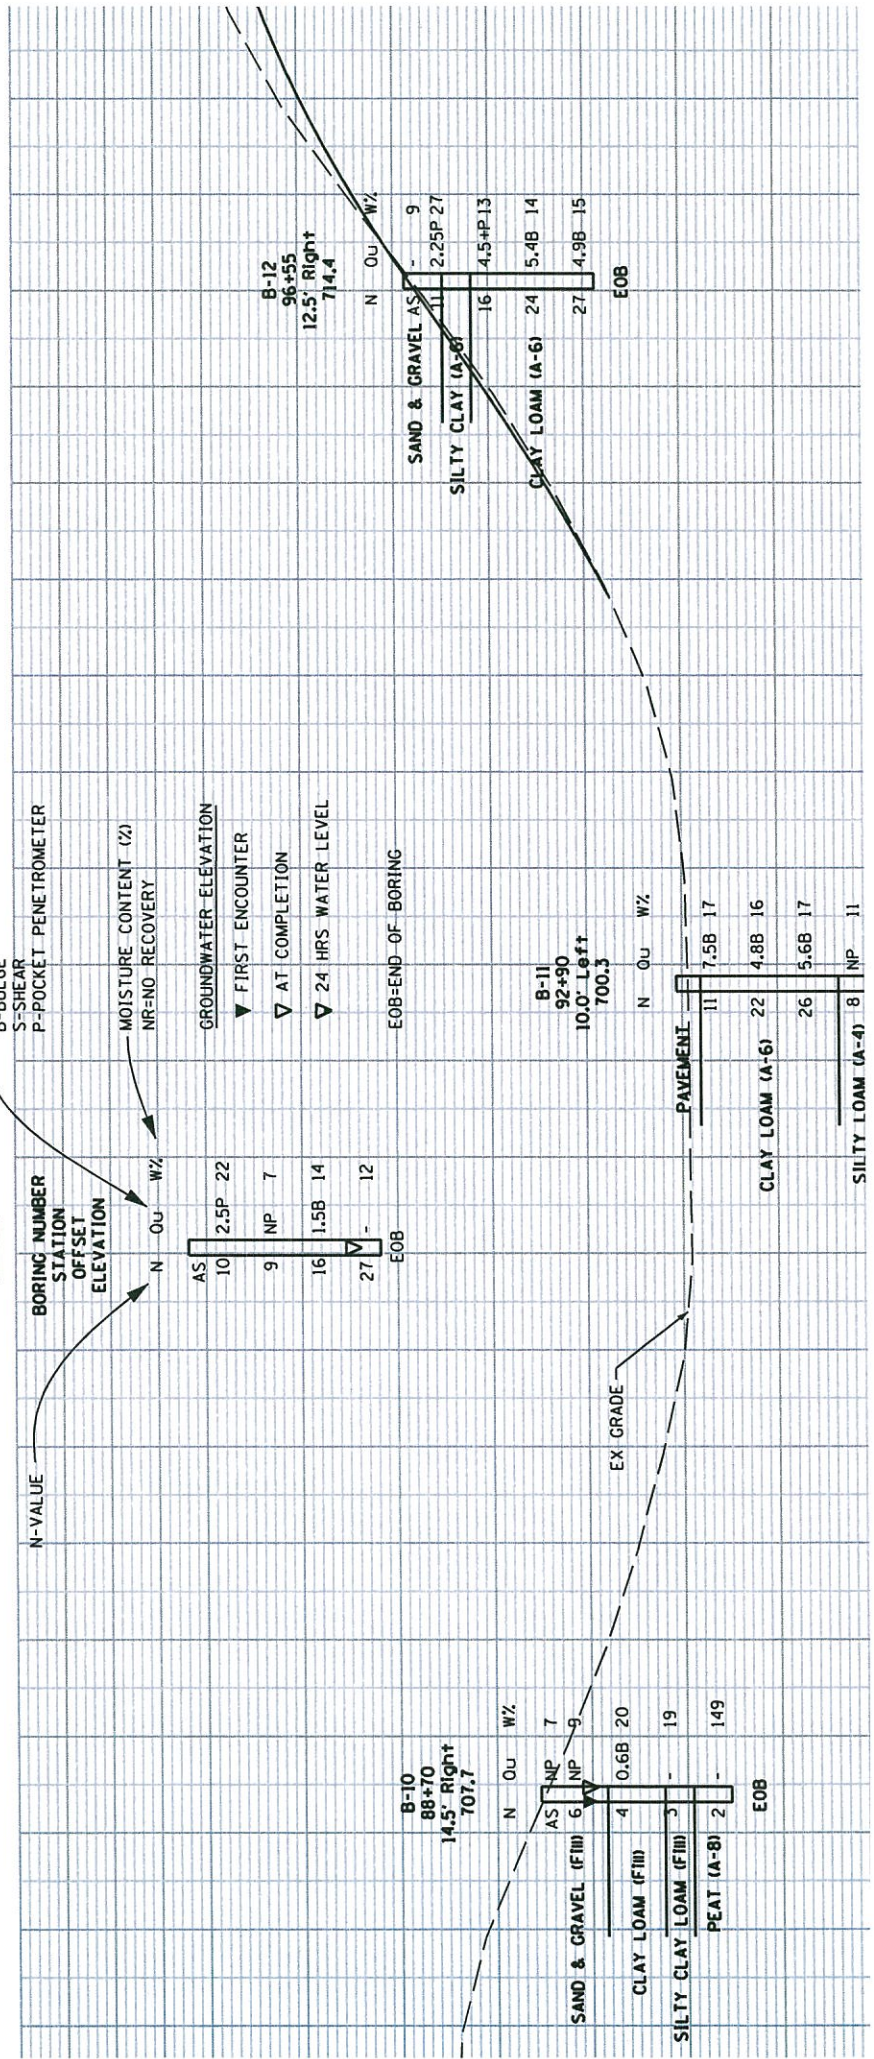 B-BULGE
S-SHEAR
P-POCKET PENETROMETER
MOISTURE CONTENT (%)
NR=NO RECOVERY
GROUNDWATER ELEVATION
▼ FIRST ENCOUNTER
▽ AT COMPLETION
▽ 24 HRS WATER LEVEL
EOB=END OF BORING
N-VALUE
BORING NUMBER
STATION
OFFSET
ELEVATION
N Qu W%
AS
10 2.5P 22
9 NP 7
16 1.5B 14
27 - 12
EOB
EX GRADE
B-10
88+70
14.5' Right
707.7
N Qu W%
AS NP 7
SAND & GRAVEL (Fill) 6 NP 9
CLAY LOAM (Fill) 4 0.6B 20
SILTY CLAY LOAM (Fill) 3 - 19
PEAT (A-8) 2 - 149
EOB
B-11
92+90
10.0' Left
700.3
N Qu W%
PAVEMENT
11 7.5B 17
CLAY LOAM (A-6) 22 4.8B 16
26 5.6B 17
SILTY LOAM (A-4) 8 NP 11
B-12
96+55
12.5' Right
714.4
N Qu W%
SAND & GRAVEL AS - 9
11 2.25P 27
SILTY CLAY (A-6)
16 4.5+P 13
CLAY LOAM (A-6) 24 5.4B 14
27 4.9B 15
EOB